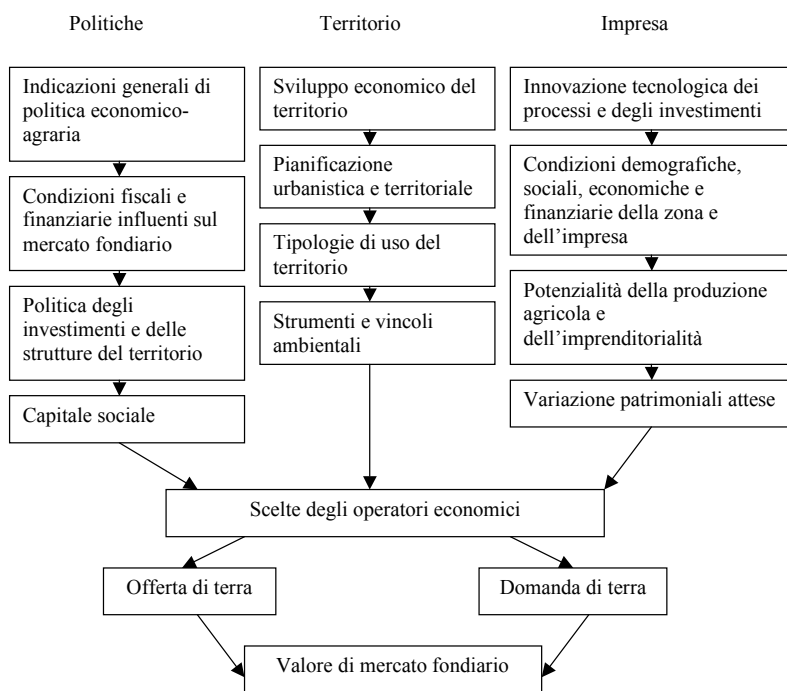 Politiche
Territorio
Impresa
Indicazioni generali di
politica economico-
agraria
Condizioni fiscali e
finanziarie influenti sul
mercato fondiario
Politica degli
investimenti e delle
strutture del territorio
Capitale sociale
Sviluppo economico del
territorio
Pianificazione
urbanistica e territoriale
Tipologie di uso del
territorio
Strumenti e vincoli
ambientali
Innovazione tecnologica dei
processi e degli investimenti
Condizioni demografiche,
sociali, economiche e
finanziarie della zona e
dell’impresa
Potenzialità della produzione
agricola e
dell’imprenditorialità
Variazione patrimoniali attese
Scelte degli operatori economici
Offerta di terra
Domanda di terra
Valore di mercato fondiario